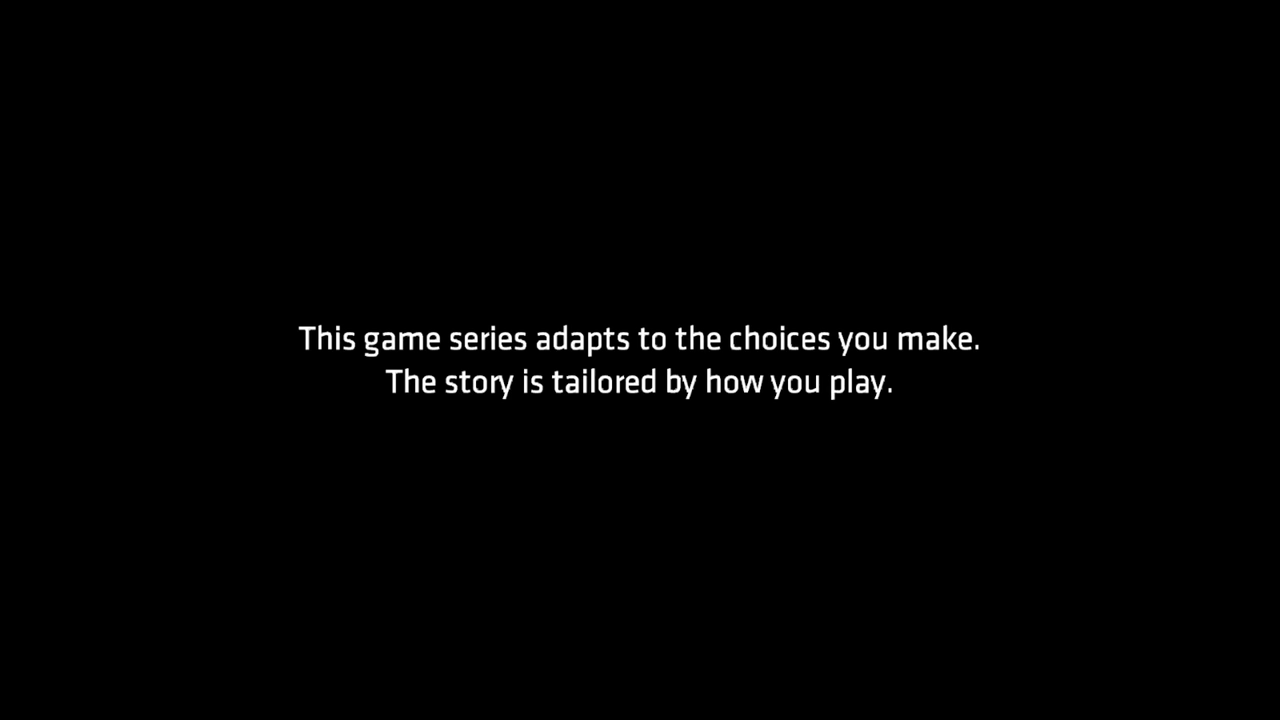 This game series adapts to the choices you make.
The story is tailored by how you play.